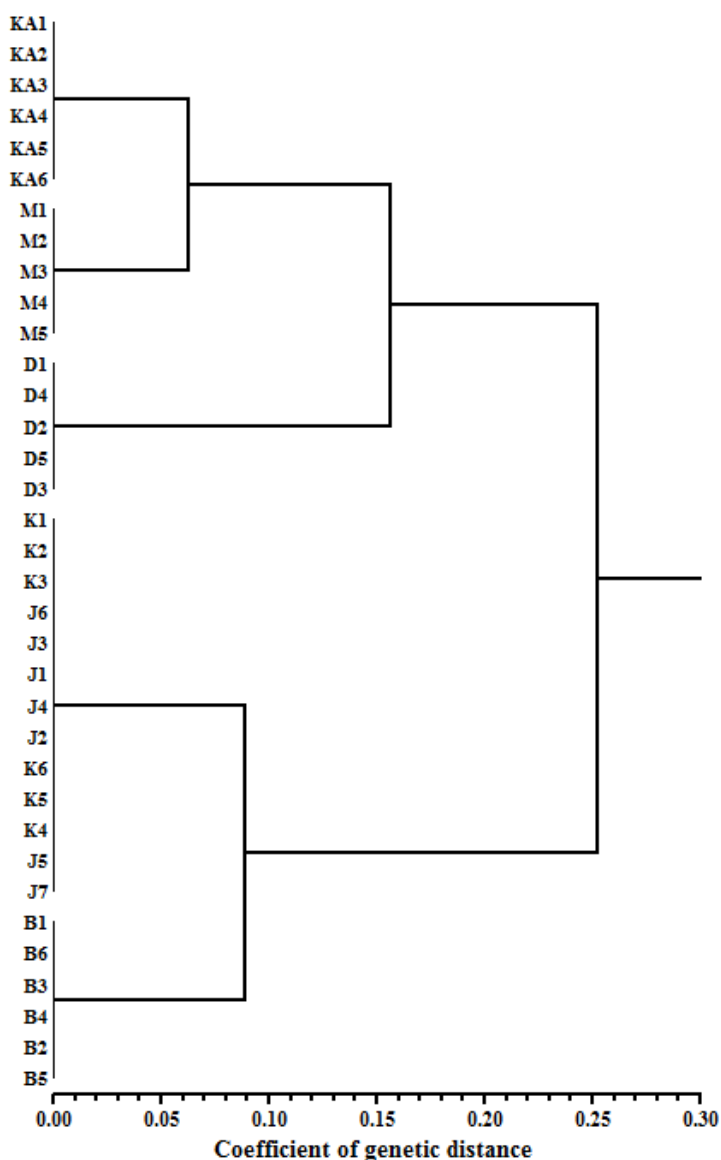 KA1
KA2
KA3
KA4
KA5
KA6
M1
M2
M3
M4
M5
D1
D4
D2
D5
D3
K1
K2
K3
J6
J3
J1
J4
J2
K6
K5
K4
J5
J7
B1
B6
B3
B4
B2
B5
0.00 0.05 0.10 0.15 0.20 0.25 0.30
Coefficient of genetic distance